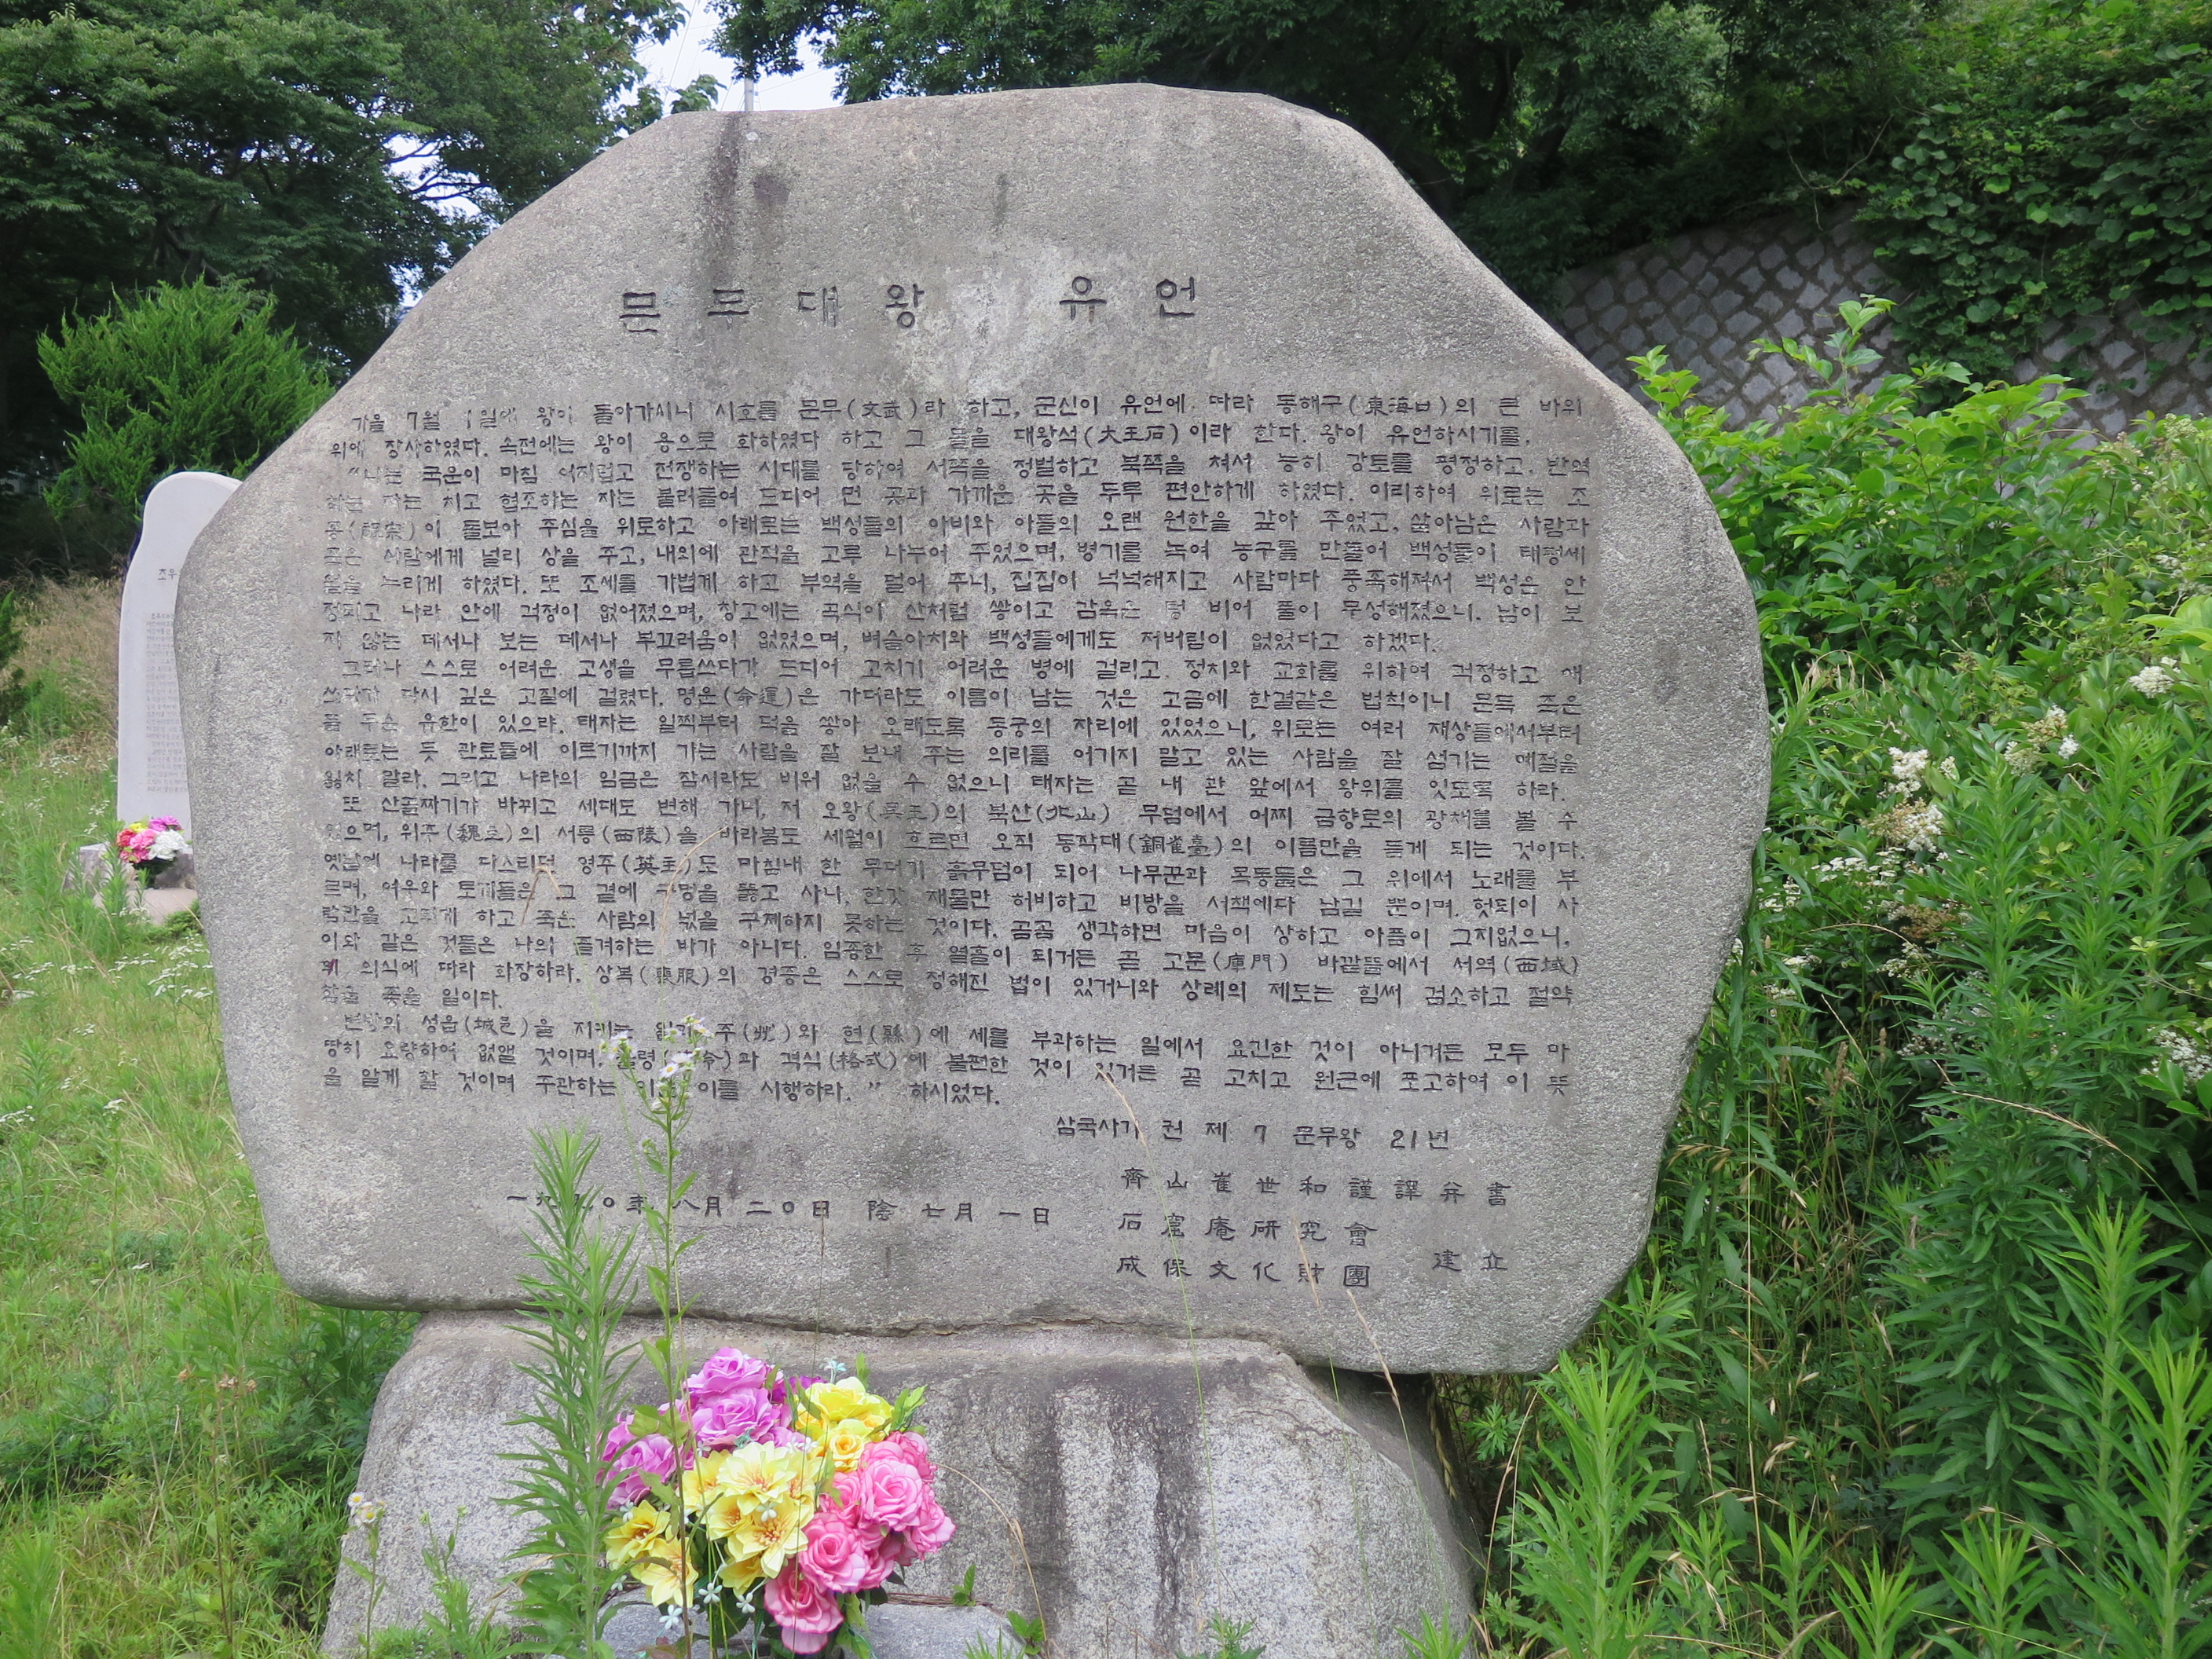 문무대왕 유언
가을 7월 1일에 왕이 돌아가시니 시호를 문무(文武)라 하고, 군신이 유언에 따라 동해구(東海口)의 큰 바위
위에 장사하였다. 속전에는 왕이 용으로 화하였다 하고 그 돌을 대왕석(大王石)이라 한다. 왕이 유언하시기를,
“나는 국운이 마침 어지럽고 전쟁하는 시대를 당하여 서쪽을 정벌하고 북쪽을 쳐서 능히 강토를 평정하고. 반역
하는 자는 치고 협조하는 자는 불러들여 드디어 먼 곳과 가까운 곳을 두루 편안하게 하였다. 이리하여 위로는 조
종(祖宗)이 돌보아 주심을 위로하고 아래로는 백성들의 아비와 아들의 오랜 원한을 갚아 주었고, 살아남은 사람과
죽은 사람에게 널리 상을 주고, 내외에 관직을 고루 나누어 주었으며, 병기를 녹여 농구를 만들어 백성들이 태평세
월을 누리게 하였다. 또 조세를 가볍게 하고 부역을 덜어 주니, 집집이 넉넉해지고 사람마다 풍족해져서 백성은 안
정되고 나라 안에 걱정이 없어졌으며, 창고에는 곡식이 산처럼 쌓이고 감옥은 텅 비어 풀이 무성해졌으니. 남이 보
지 않는 데서나 보는 데서나 부끄러움이 없었으며, 벼슬아치와 백성들에게도 저버림이 없었다고 하겠다.
그러나 스스로 어려운 고생을 무릅쓰다가 드디어 고치기 어려운 병에 걸리고. 정치와 교화를 위하여 걱정하고 애
쓰다가 다시 깊은 고질에 걸렸다. 명운(命運)은 가더라도 이름이 남는 것은 고금에 한결같은 법칙이니 문득 죽은
들 무슨 유한이 있으랴. 태자는 일찍부터 덕을 쌓아 오래도록 동궁의 자리에 있었으니, 위로는 여러 재상들에서부터
아래로는 뭇 관료들에 이르기까지 가는 사람을 잘 보내 주는 의리를 어기지 말고 있는 사람을 잘 섬기는 예절을
잃지 말라. 그리고 나라의 임금은 잠시라도 비워 없을 수 없으니 태자는 곧 내 관 앞에서 왕위를 잇도록 하라.
또 산골짜기가 바뀌고 세대도 변해 가니, 저 오왕(吳王)의 북산(北山) 무덤에서 어찌 금향로의 광채를 볼 수
있으며, 위주(魏主)의 서릉(西陵)을 바라봄도 세월이 흐르면 오직 동작대(銅雀臺)의 이름만을 듣게 되는 것이다.
옛날에 나라를 다스리던 영주(英主)도 마침내 한 무더기 흙무덤이 되어 나무꾼과 목동들은 그 위에서 노래를 부
르며, 여우와 토끼들은 그 곁에 구멍을 뚫고 사니, 한갓 재물만 허비하고 비방을 서책에다 남길 뿐이며. 헛되이 사
람만을 고되게 하고 죽은 사람의 넋을 구제하지 못하는 것이다. 곰곰 생각하면 마음이 상하고 아픔이 그지없으니,
이와 같은 것들은 나의 즐겨하는 바가 아니다. 임종한 후 열흘이 되거든 곧 고문(庫門) 바깥뜰에서 서역(西域)
의 의식에 따라 화장하라. 상복(喪服)의 경중은 스스로 정해진 법이 있거니와 상례의 제도는 힘써 검소하고 절약
함을 좇을 일이다.
변방의 성읍(城邑)을 지키는 주(州)와 현(縣)에 세를 부과하는 일에서 요긴한 것이 아니거든 모두 마
땅히 요량하여 없앨 것이며, 율령(令)과 격식(格式)에 불편한 것이 있거든 곧 고치고 원근에 포고하여 이 뜻
을 알게 할 것이며 주관하는 이를 시행하라.” 하시었다.
삼국사기 권 제 7 문무왕 21년
齊山崔世和謹譯幷書
一九九〇年 八月 二〇日 陰 七月 一日
石窟庵硏究會
成保文化財團 建立